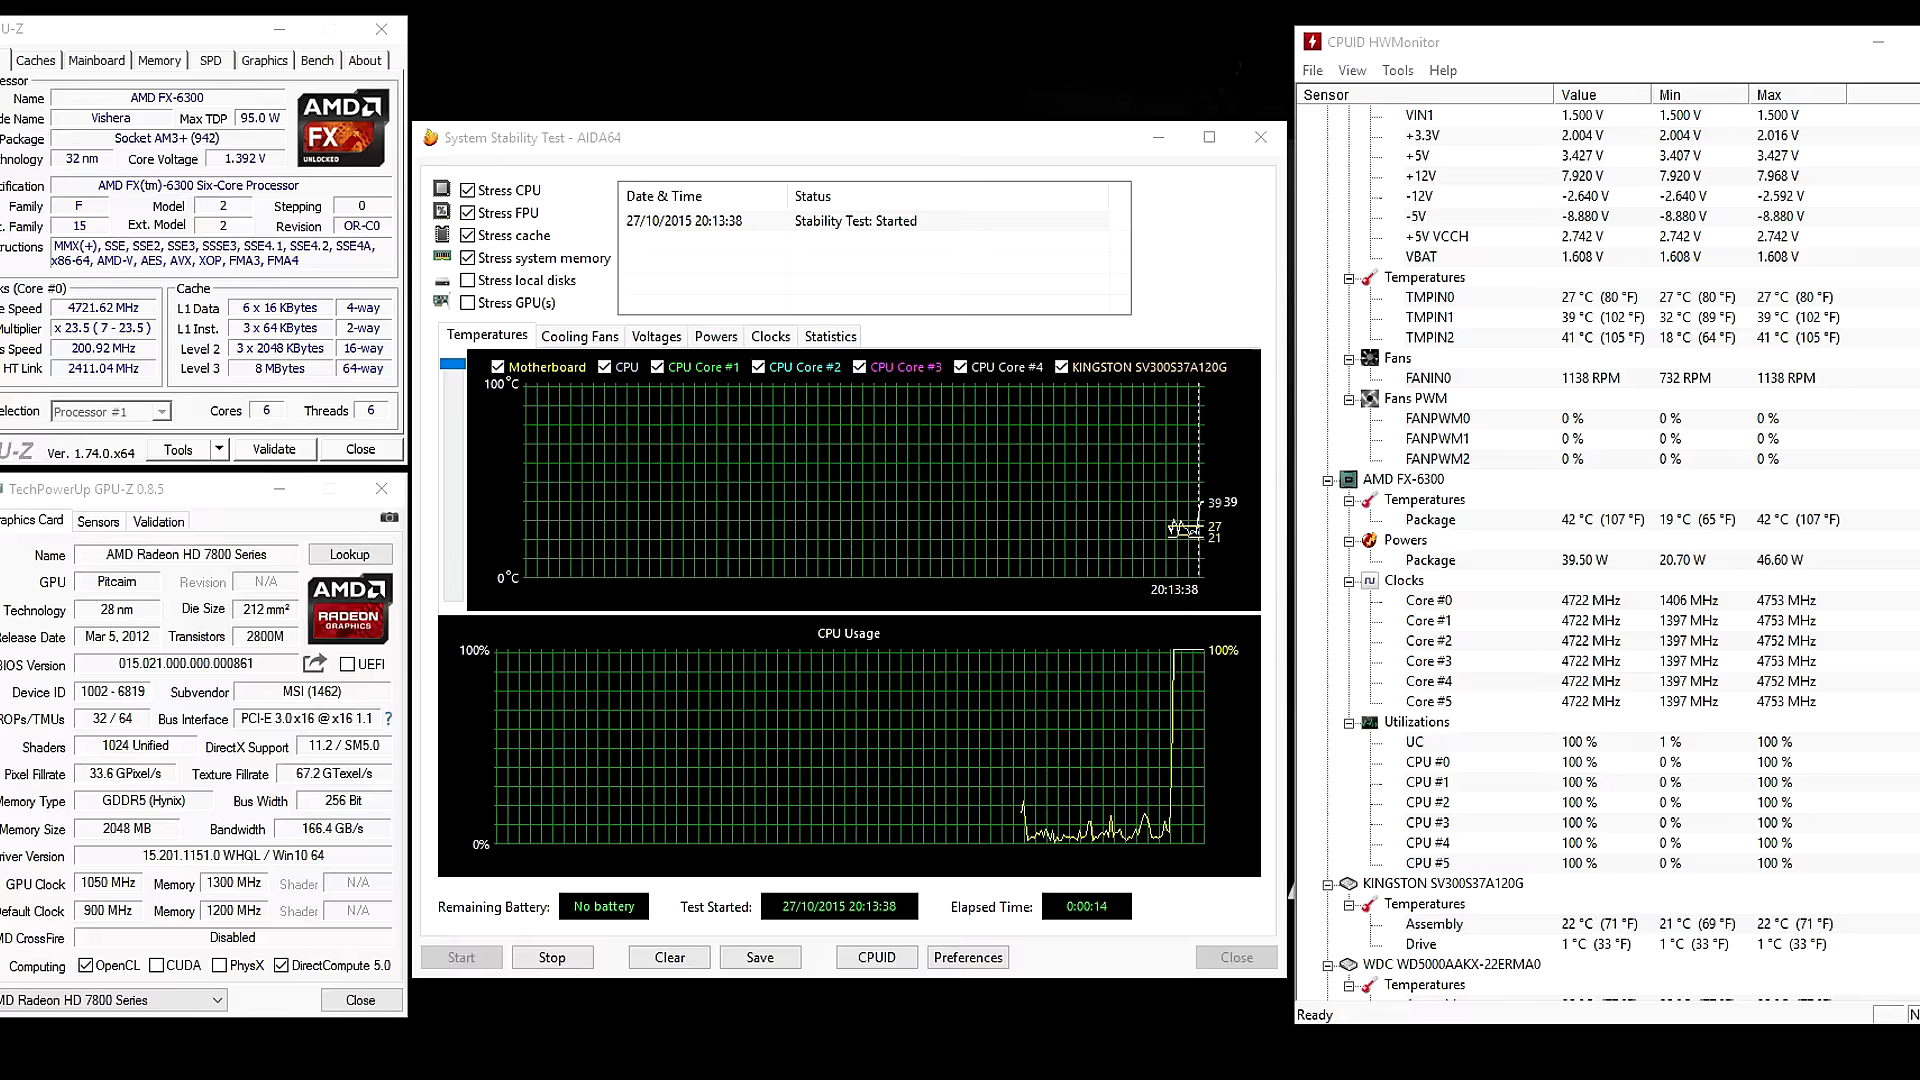 U-Z
Caches Mainboard Memory SPD Graphics Bench About
essor
Name AMD FX-6300
de Name Vishera Max TDP 95.0 W
Package Socket AM3+ (942)
hnology 32 nm Core Voltage 1.392 V
AMD FX UNLOCKED
ification AMD FX(tm)-6300 Six-Core Processor
Family F Model 2 Stepping 0
. Family 15 Ext. Model 2 Revision OR-C0
ructions MMX(+), SSE, SSE2, SSE3, SSSE3, SSE4.1, SSE4.2, SSE4A,
x86-64, AMD-V, AES, AVX, XOP, FMA3, FMA4
ks (Core #0) Cache
e Speed 4721.62 MHz L1 Data 6 x 16 KBytes 4-way
Multiplier x 23.5 ( 7 - 23.5 ) L1 Inst. 3 x 64 KBytes 2-way
s Speed 200.92 MHz Level 2 3 x 2048 KBytes 16-way
HT Link 2411.04 MHz Level 3 8 MBytes 64-way
election Processor #1 Cores 6 Threads 6
U-Z Ver. 1.74.0.x64 Tools Validate Close
TechPowerUp GPU-Z 0.8.5
aphics Card Sensors Validation
Name AMD Radeon HD 7800 Series Lookup
GPU Pitcairn Revision N/A
Technology 28 nm Die Size 212 mm²
elease Date Mar 5, 2012 Transistors 2800M
AMD RADEON GRAPHICS
BIOS Version 015.021.000.000.000861 UEFI
Device ID 1002 - 6819 Subvendor MSI (1462)
ROPs/TMUs 32 / 64 Bus Interface PCI-E 3.0 x16 @ x16 1.1 ?
Shaders 1024 Unified DirectX Support 11.2 / SM5.0
Pixel Fillrate 33.6 GPixel/s Texture Fillrate 67.2 GTexel/s
Memory Type GDDR5 (Hynix) Bus Width 256 Bit
Memory Size 2048 MB Bandwidth 166.4 GB/s
river Version 15.201.1151.0 WHQL / Win10 64
GPU Clock 1050 MHz Memory 1300 MHz Shader N/A
efault Clock 900 MHz Memory 1200 MHz Shader N/A
MD CrossFire Disabled
Computing OpenCL CUDA PhysX DirectCompute 5.0
MD Radeon HD 7800 Series Close
System Stability Test - AIDA64
Stress CPU
Stress FPU
Stress cache
Stress system memory
Stress local disks
Stress GPU(s)
Date & Time Status
27/10/2015 20:13:38 Stability Test: Started
Temperatures Cooling Fans Voltages Powers Clocks Statistics
Motherboard CPU CPU Core #1 CPU Core #2 CPU Core #3 CPU Core #4 KINGSTON SV300S37A120G
100°C
39 39
27
21
0°C
20:13:38
CPU Usage
100% 100%
0%
Remaining Battery: No battery Test Started: 27/10/2015 20:13:38 Elapsed Time: 0:00:14
Start Stop Clear Save CPUID Preferences Close
CPUID HWMonitor
File View Tools Help
Sensor Value Min Max
VIN1 1.500 V 1.500 V 1.500 V
+3.3V 2.004 V 2.004 V 2.016 V
+5V 3.427 V 3.407 V 3.427 V
+12V 7.920 V 7.920 V 7.968 V
-12V -2.640 V -2.640 V -2.592 V
-5V -8.880 V -8.880 V -8.880 V
+5V VCCH 2.742 V 2.742 V 2.742 V
VBAT 1.608 V 1.608 V 1.608 V
Temperatures
TMPIN0 27 °C (80 °F) 27 °C (80 °F) 27 °C (80 °F)
TMPIN1 39 °C (102 °F) 32 °C (89 °F) 39 °C (102 °F)
TMPIN2 41 °C (105 °F) 18 °C (64 °F) 41 °C (105 °F)
Fans
FANIN0 1138 RPM 732 RPM 1138 RPM
Fans PWM
FANPWM0 0 % 0 % 0 %
FANPWM1 0 % 0 % 0 %
FANPWM2 0 % 0 % 0 %
AMD FX-6300
Temperatures
Package 42 °C (107 °F) 19 °C (65 °F) 42 °C (107 °F)
Powers
Package 39.50 W 20.70 W 46.60 W
Clocks
Core #0 4722 MHz 1406 MHz 4753 MHz
Core #1 4722 MHz 1397 MHz 4753 MHz
Core #2 4722 MHz 1397 MHz 4752 MHz
Core #3 4722 MHz 1397 MHz 4753 MHz
Core #4 4722 MHz 1397 MHz 4752 MHz
Core #5 4722 MHz 1397 MHz 4753 MHz
Utilizations
UC 100 % 1 % 100 %
CPU #0 100 % 0 % 100 %
CPU #1 100 % 0 % 100 %
CPU #2 100 % 0 % 100 %
CPU #3 100 % 0 % 100 %
CPU #4 100 % 0 % 100 %
CPU #5 100 % 0 % 100 %
KINGSTON SV300S37A120G
Temperatures
Assembly 22 °C (71 °F) 21 °C (69 °F) 22 °C (71 °F)
Drive 1 °C (33 °F) 1 °C (33 °F) 1 °C (33 °F)
WDC WD5000AAKX-22ERMA0
Temperatures
Ready N